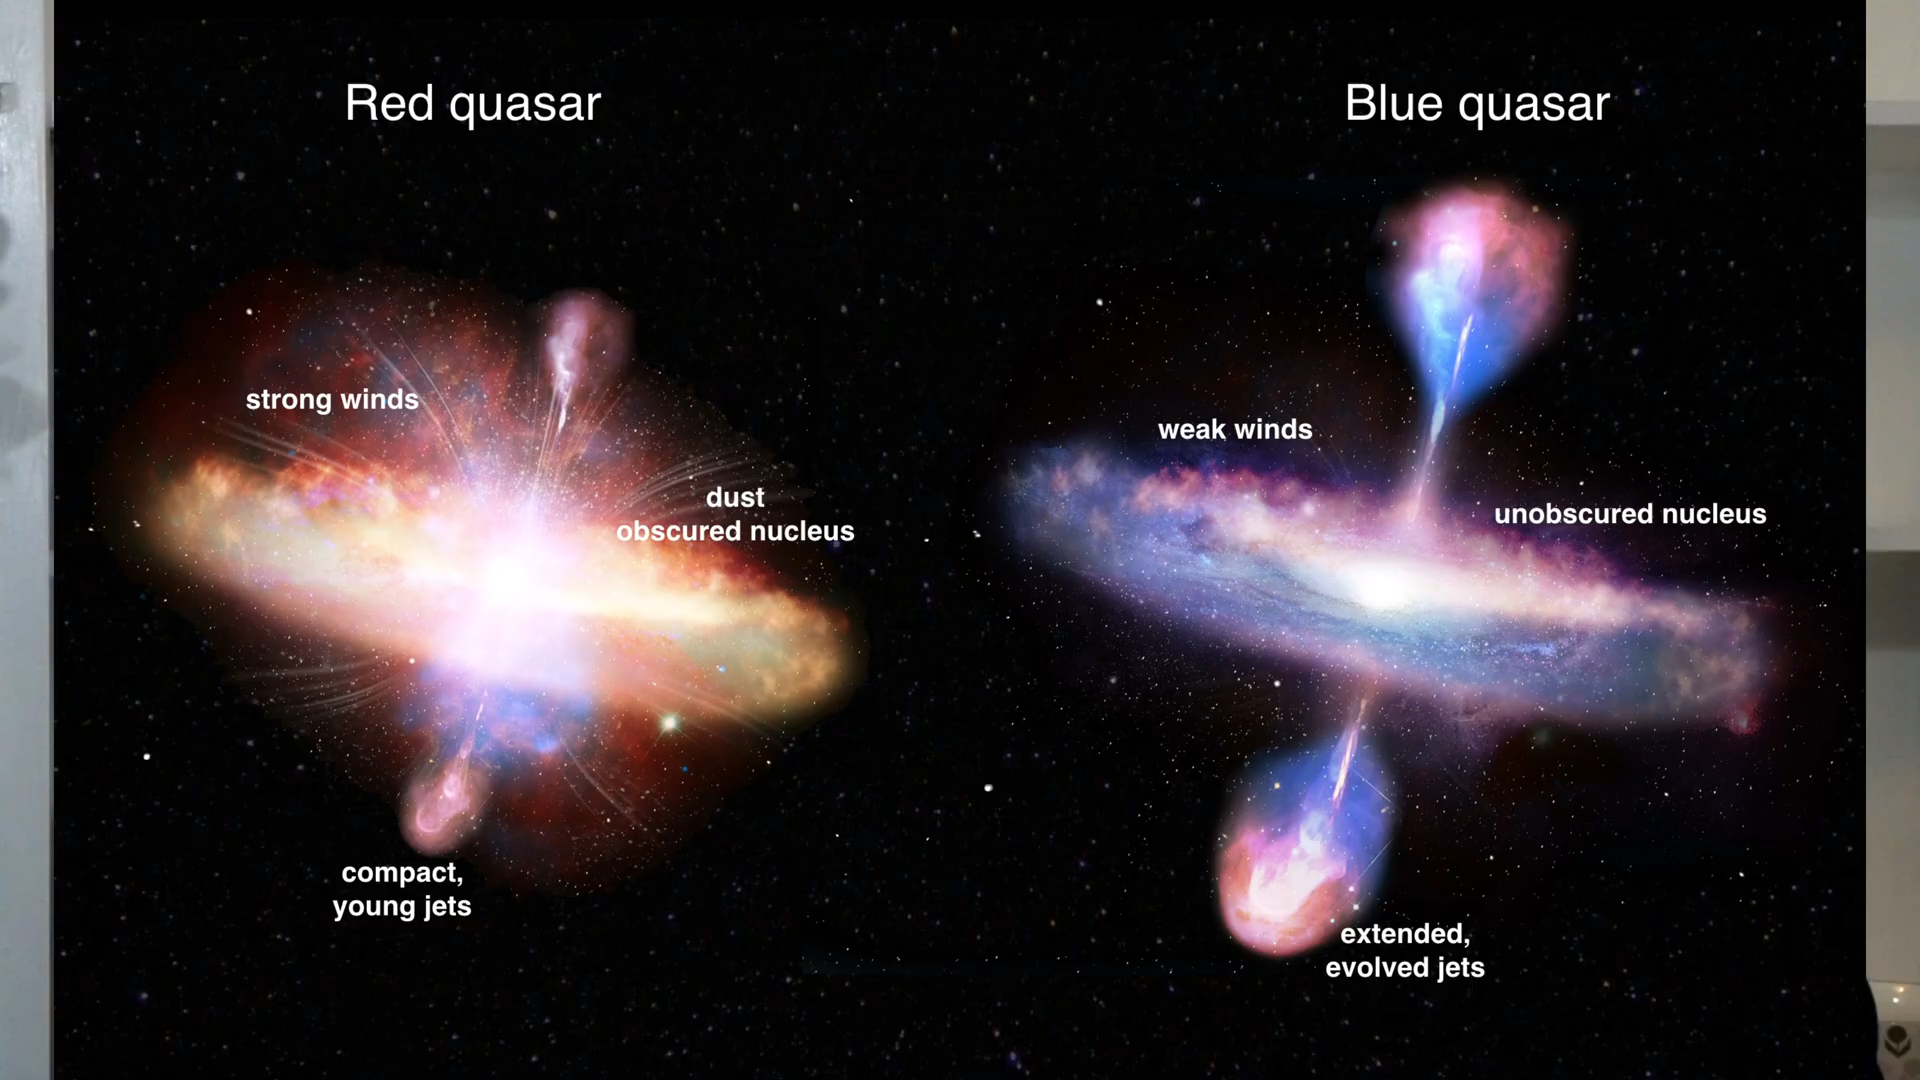 Red quasar
strong winds
dust
obscured nucleus
compact,
young jets
Blue quasar
weak winds
unobscured nucleus
extended,
evolved jets